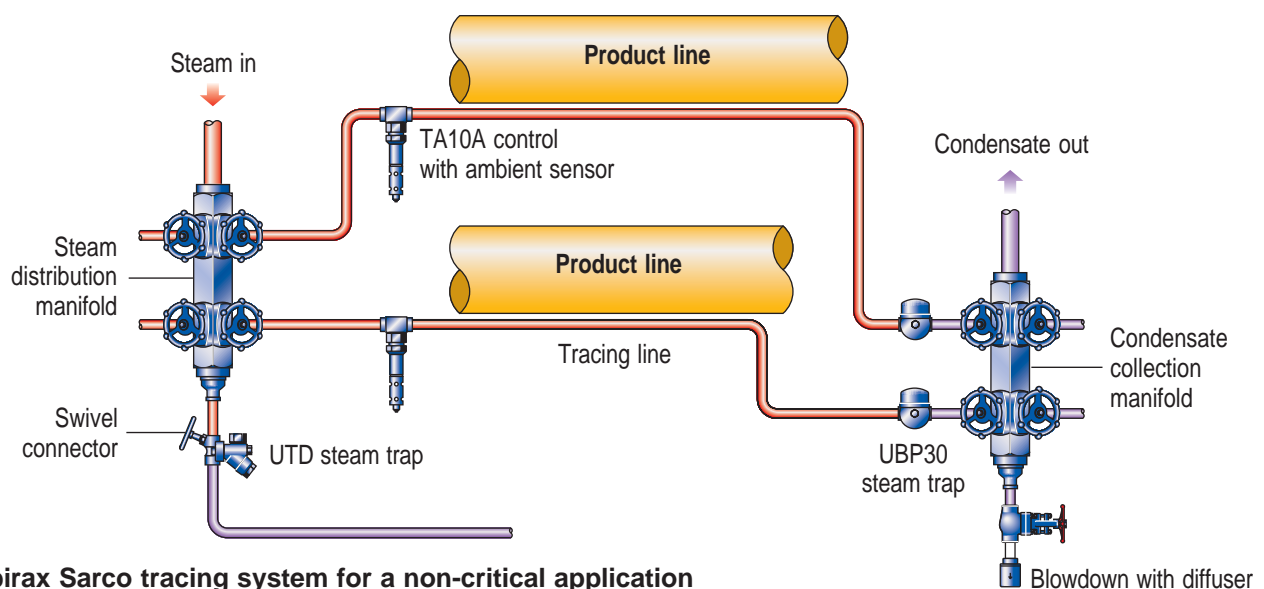 Product line
Steam in
TA10A control
with ambient sensor
Condensate out
Steam
distribution
manifold
Product line
Tracing line
Condensate
collection
manifold
Swivel
connector
UTD steam trap
UBP30
steam trap
pirax Sarco tracing system for a non-critical application
Blowdown with diffuser